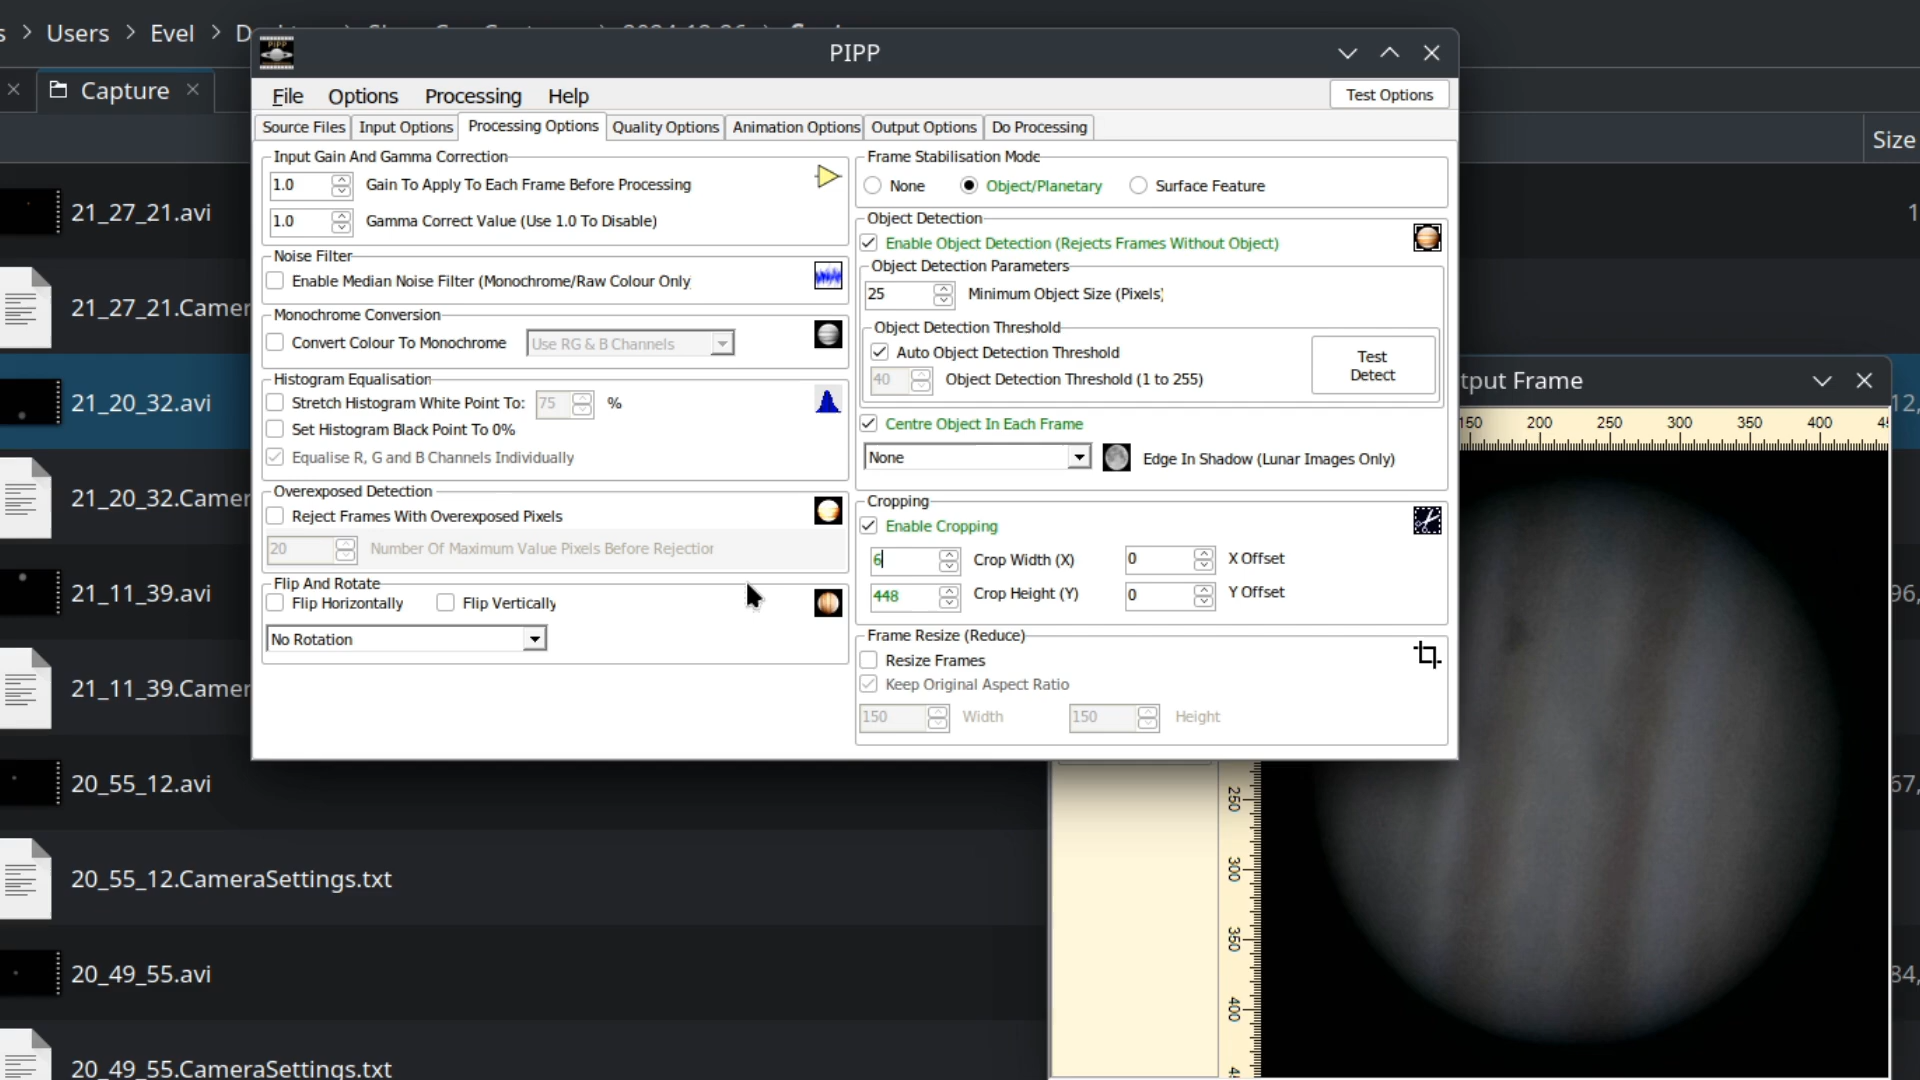 Users > Evel >
PIPP
Capture
File Options Processing Help
Test Options
Source Files Input Options Processing Options Quality Options Animation Options Output Options Do Processing
Size
Input Gain And Gamma Correction
1.0 Gain To Apply To Each Frame Before Processing
1.0 Gamma Correct Value (Use 1.0 To Disable)
Noise Filter
Enable Median Noise Filter (Monochrome/Raw Colour Only
Monochrome Conversion
Convert Colour To Monochrome Use RG & B Channels
Histogram Equalisation
Stretch Histogram White Point To: 75 %
Set Histogram Black Point To 0%
Equalise R, G and B Channels Individually
Overexposed Detection
Reject Frames With Overexposed Pixels
20 Number Of Maximum Value Pixels Before Rejection
Flip And Rotate
Flip Horizontally Flip Vertically
No Rotation
Frame Stabilisation Mode
None Object/Planetary Surface Feature
Object Detection
Enable Object Detection (Rejects Frames Without Object)
Object Detection Parameters
25 Minimum Object Size (Pixels)
Object Detection Threshold
Auto Object Detection Threshold
40 Object Detection Threshold (1 to 255)
Test
Detect
Centre Object In Each Frame
None Edge In Shadow (Lunar Images Only)
Cropping
Enable Cropping
6 Crop Width (X) 0 X Offset
448 Crop Height (Y) 0 Y Offset
Frame Resize (Reduce)
Resize Frames
Keep Original Aspect Ratio
150 Width 150 Height
21_27_21.avi
21_27_21.Camer
21_20_32.avi
21_20_32.Camer
21_11_39.avi
21_11_39.Camer
20_55_12.avi
20_55_12.CameraSettings.txt
20_49_55.avi
20_49_55.CameraSettings.txt
tput Frame
150 200 250 300 350 400
250
300
350
400